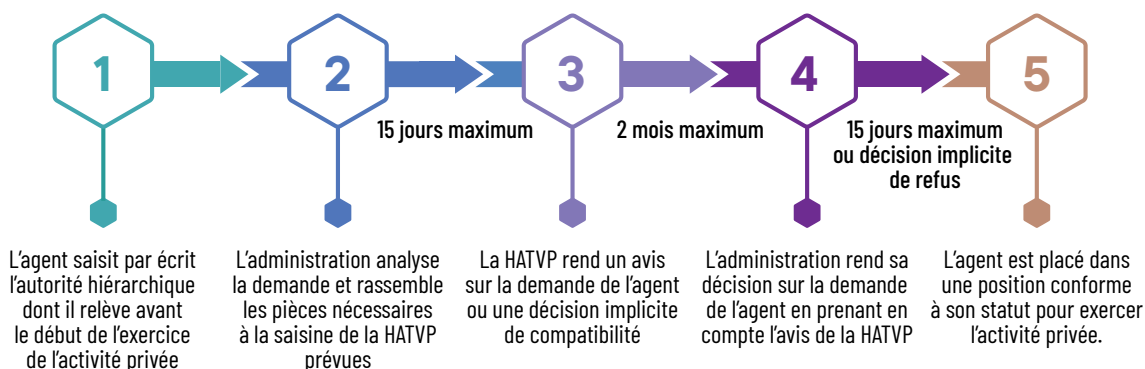 1
2
3
4
5
15 jours maximum
2 mois maximum
15 jours maximum
ou décision implicite
de refus
L'agent saisit par écrit
l'autorité hiérarchique
dont il relève avant
le début de l'exercice
de l'activité privée
L'administration analyse
la demande et rassemble
les pièces nécessaires
à la saisine de la HATVP
prévues
La HATVP rend un avis
sur la demande de l'agent
ou une décision implicite
de compatibilité
L'administration rend sa
décision sur la demande
de l'agent en prenant en
compte l'avis de la HATVP
L'agent est placé dans
une position conforme
à son statut pour exercer
l'activité privée.